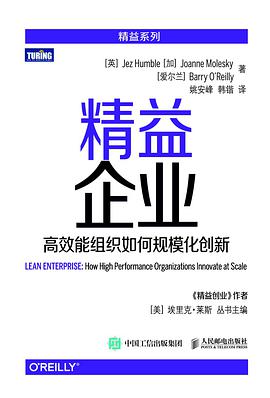 精益系列
TURING
[英] Jez Humble [加] Joanne Molesky
[爱尔兰] Barry O'Reilly
著
姚安峰 韩锴 译
精益
企业
高效能组织如何规模化创新
LEAN ENTERPRISE: How High Performance Organizations Innovate at Scale
《精益创业》作者
[美] 埃里克·莱斯 丛书主编
中国工信出版集团
人民邮电出版社
POSTS & TELECOM PRESS
O'REILLY®